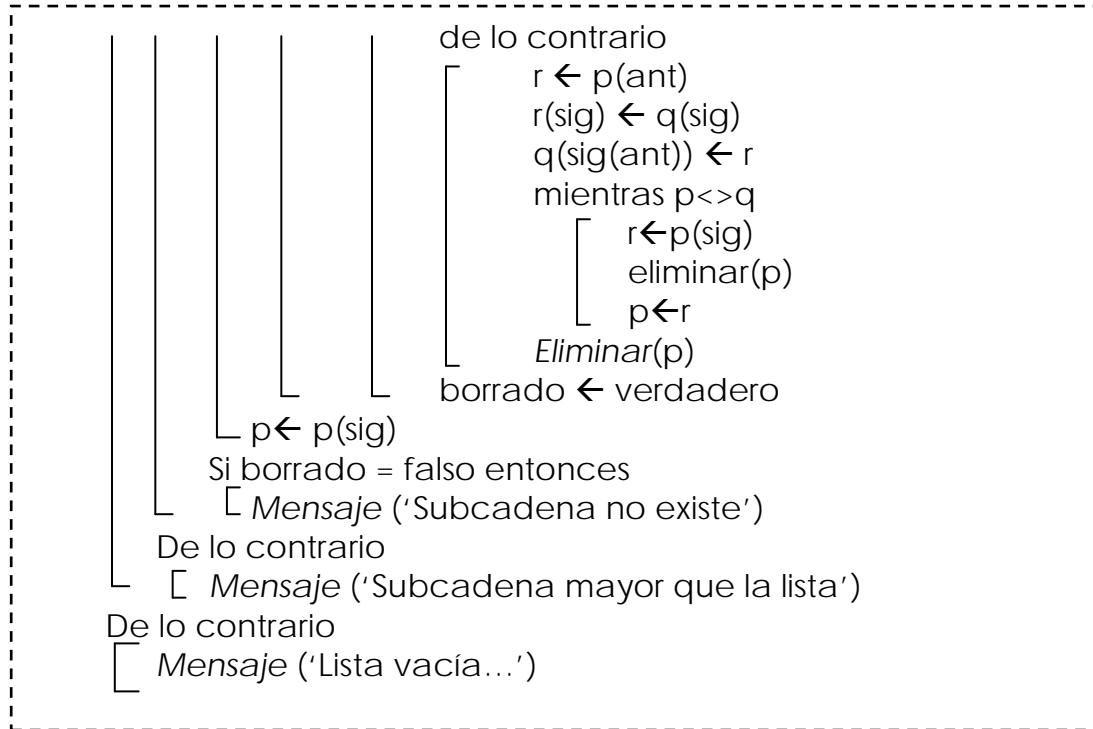 de lo contrario
r ← p(ant)
r(sig) ← q(sig)
q(sig(ant)) ← r
mientras p<>q
r←p(sig)
eliminar(p)
p←r
Eliminar(p)
borrado ← verdadero
p← p(sig)
Si borrado = falso entonces
Mensaje (‘Subcadena no existe’)
De lo contrario
Mensaje (‘Subcadena mayor que la lista’)
De lo contrario
Mensaje (‘Lista vacía…’)